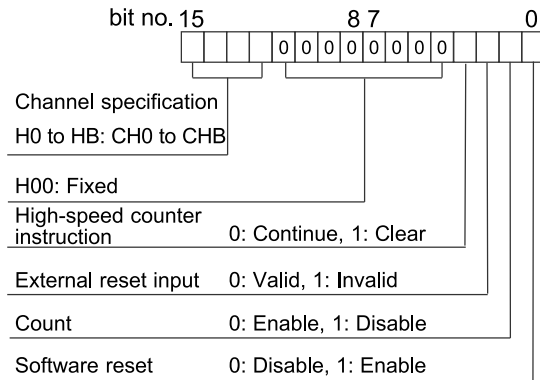 bit no. 15 8 7 0
0 0 0 0 0 0 0 0
Channel specification
H0 to HB: CH0 to CHB
H00: Fixed
High-speed counter
instruction 0: Continue, 1: Clear
External reset input 0: Valid, 1: Invalid
Count 0: Enable, 1: Disable
Software reset 0: Disable, 1: Enable